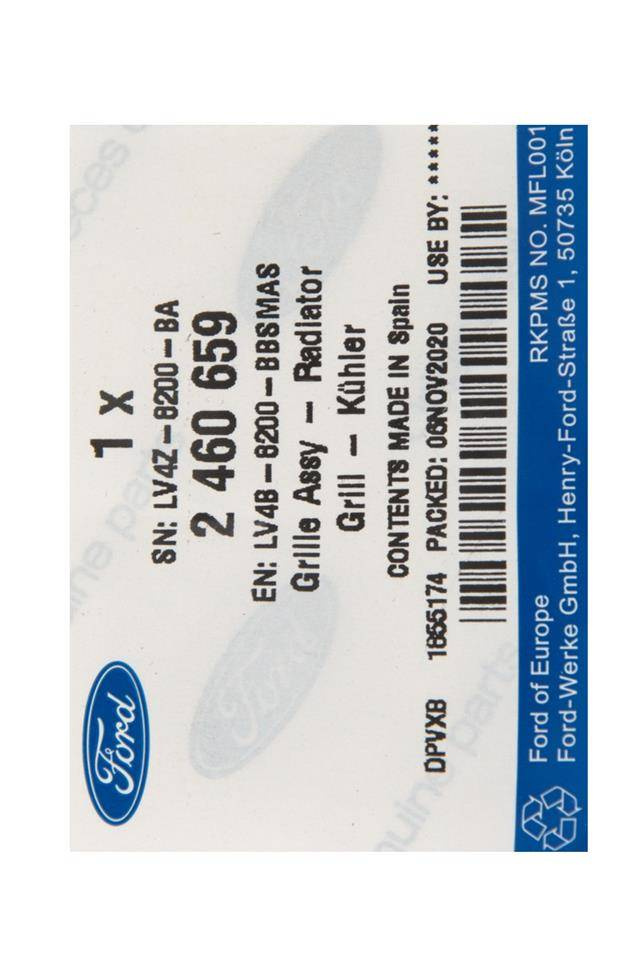 Ford
1 x
SN: LV4Z-8200-BA
2 460 659
EN: LV4B-8200-BBSMAS
Grille Assy - Radiator
Grill - Kühler
CONTENTS MADE IN Spain
DPVXB 1655174 PACKED: 06NOV2020 USE BY: *****
Ford of Europe RKPMS NO. MFL001
Ford-Werke GmbH, Henry-Ford-Straße 1, 50735 Köln